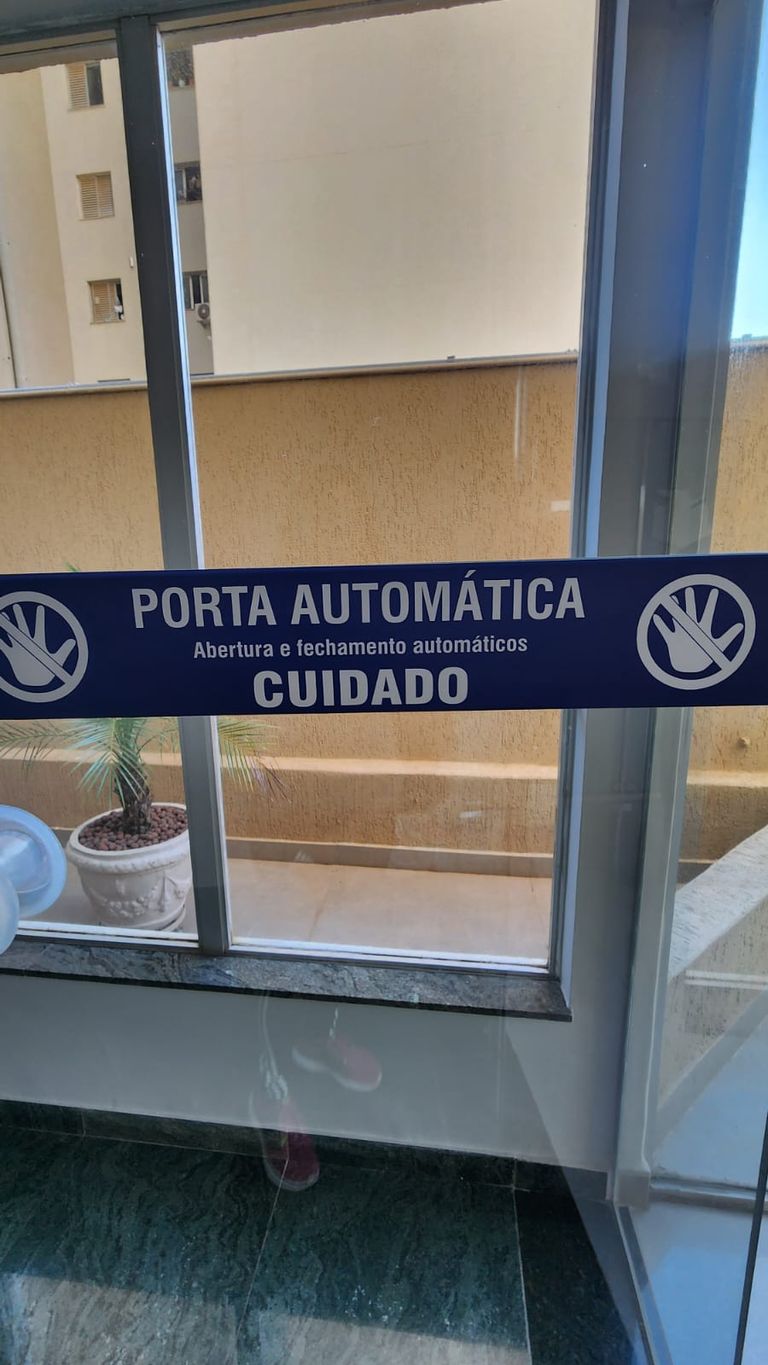 PORTA AUTOMÁTICA
Abertura e fechamento automáticos
CUIDADO